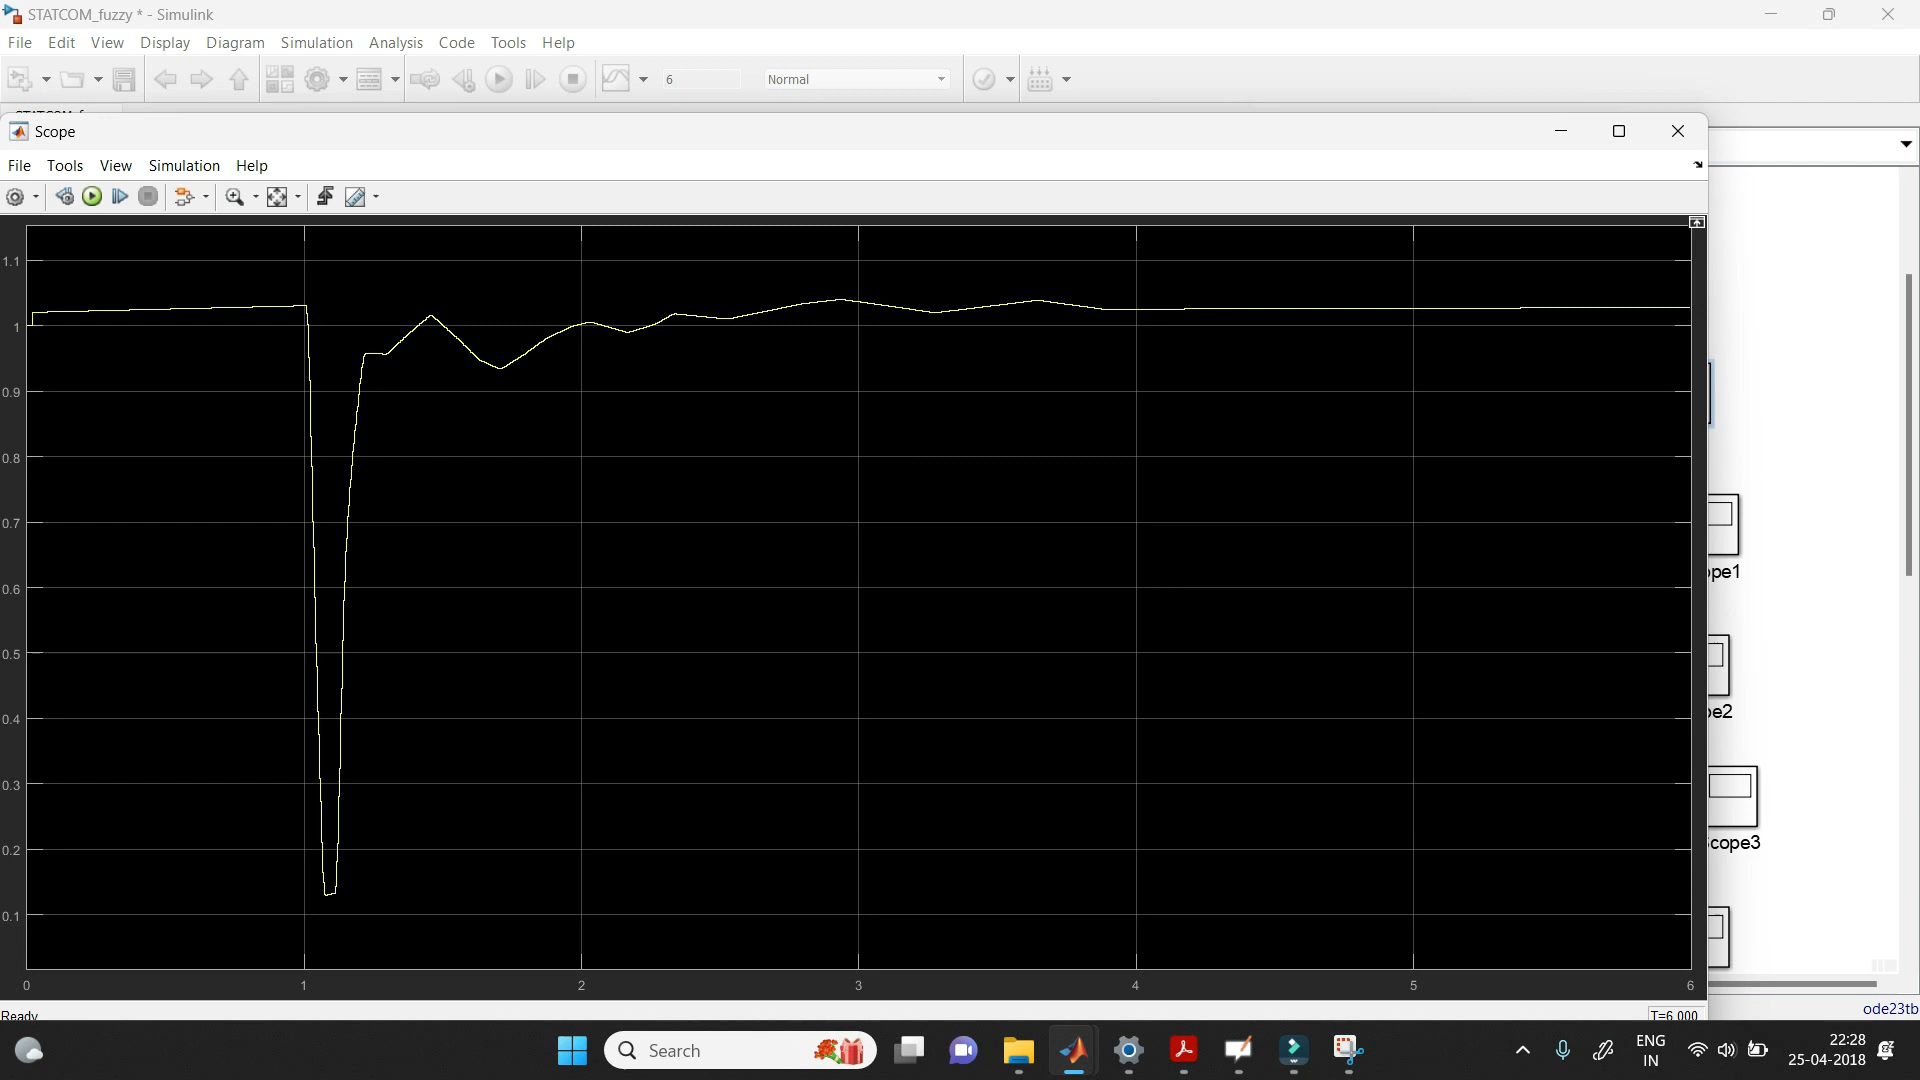 STATCOM_fuzzy * - Simulink
File Edit View Display Diagram Simulation Analysis Code Tools Help
6 Normal
Scope
File Tools View Simulation Help
1.1
1
0.9
0.8
0.7
0.6
0.5
0.4
0.3
0.2
0.1
0 1 2 3 4 5 6
ope1
pe2
cope3
Ready T=6.000
ode23tb
Search
ENG
IN
22:28
25-04-2018